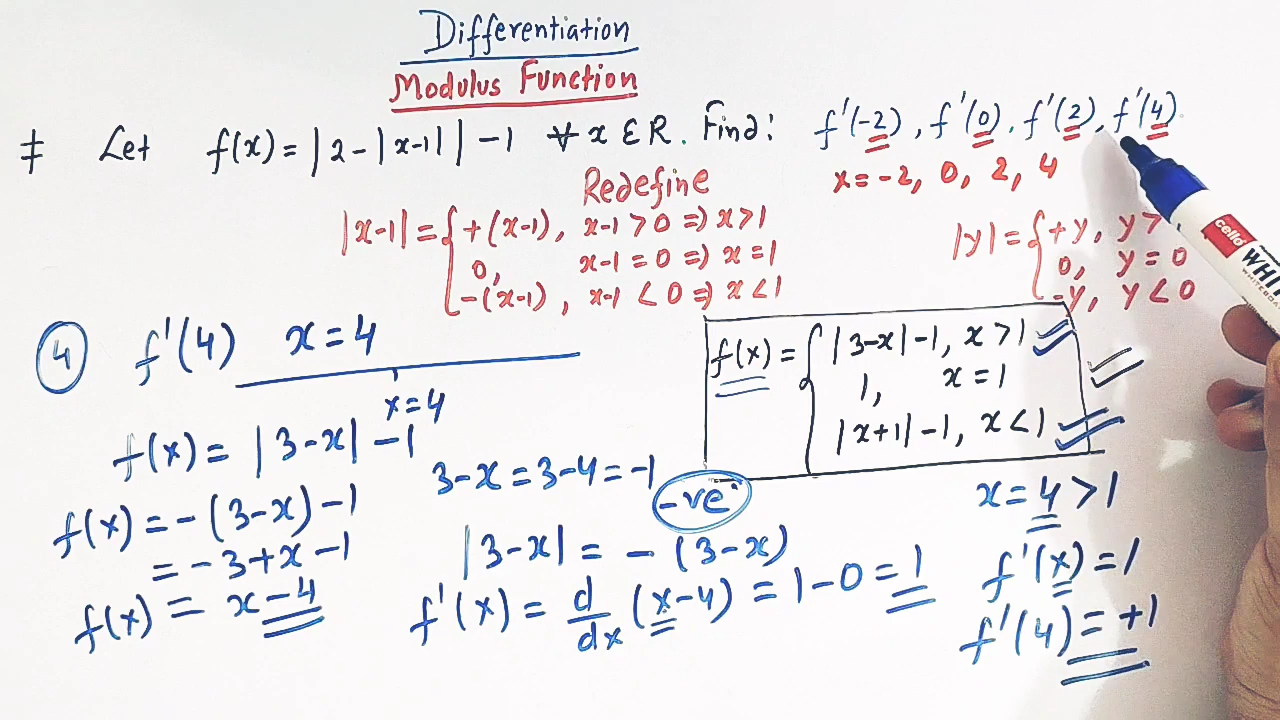 Differentiation
Modulus Function
# Let f(x) = |2-|x-1||-1 ∀ x ER. Find: f'(-2), f'(0), f'(2), f'(4).
x = -2, 0, 2, 4
Redefine
|x-1| = { +(x-1), x-1 > 0 => x > 1
0, x-1 = 0 => x = 1
-(x-1), x-1 < 0 => x < 1
|y| = { +y, y >
0, y = 0
-y, y < 0
cello
WHIT
④ f'(4) x = 4
x = 4
f(x) = { |3-x|-1, x > 1
1, x = 1
|x+1|-1, x < 1
f(x) = |3-x| -1
3-x = 3-4 = -1
-ve
x = 4 > 1
f(x) = -(3-x) -1
= -3+x-1
f(x) = x-4
|3-x| = -(3-x)
f'(x) = d/dx (x-4) = 1-0 = 1
f'(x) = 1
f'(4) = +1